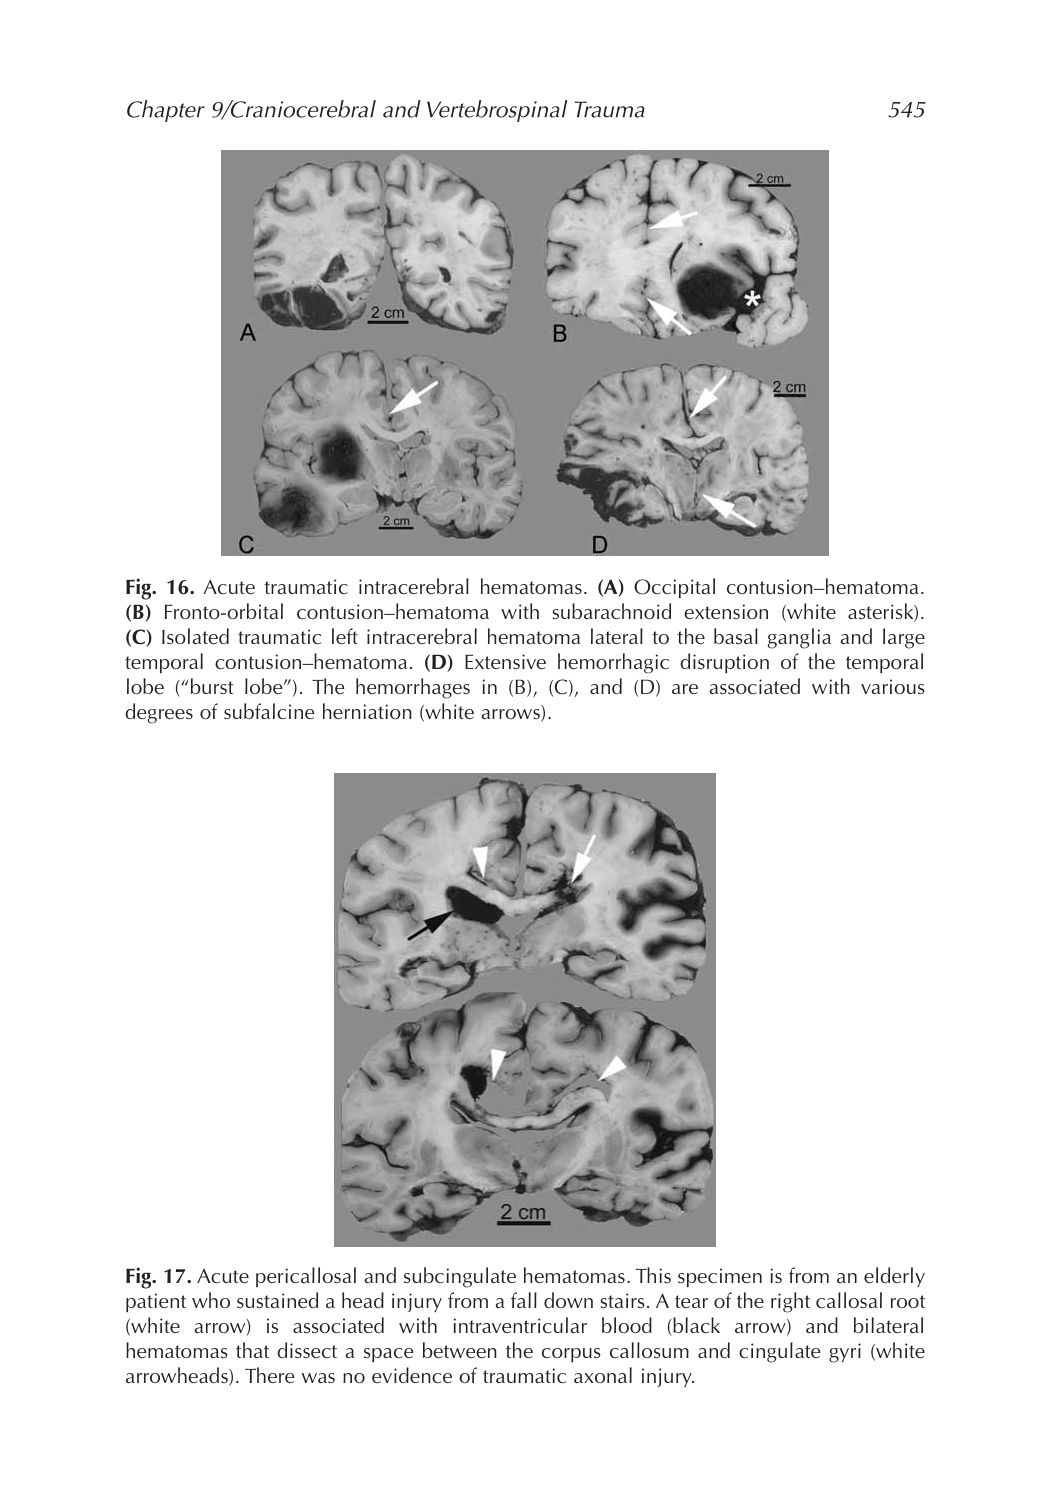 Chapter 9/Craniocerebral and Vertebrospinal Trauma 545
2 cm
2 cm
A
*
B
2 cm
2 cm
C
D
Fig. 16. Acute traumatic intracerebral hematomas. (A) Occipital contusion–hematoma.
(B) Fronto-orbital contusion–hematoma with subarachnoid extension (white asterisk).
(C) Isolated traumatic left intracerebral hematoma lateral to the basal ganglia and large
temporal contusion–hematoma. (D) Extensive hemorrhagic disruption of the temporal
lobe (“burst lobe”). The hemorrhages in (B), (C), and (D) are associated with various
degrees of subfalcine herniation (white arrows).
2 cm
Fig. 17. Acute pericallosal and subcingulate hematomas. This specimen is from an elderly
patient who sustained a head injury from a fall down stairs. A tear of the right callosal root
(white arrow) is associated with intraventricular blood (black arrow) and bilateral
hematomas that dissect a space between the corpus callosum and cingulate gyri (white
arrowheads). There was no evidence of traumatic axonal injury.